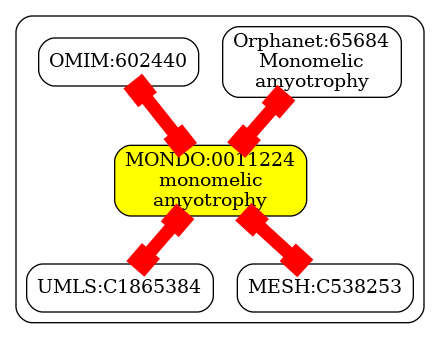 OMIM:602440
Orphanet:65684
Monomelic
amyotrophy
MONDO:0011224
monomelic
amyotrophy
UMLS:C1865384
MESH:C538253